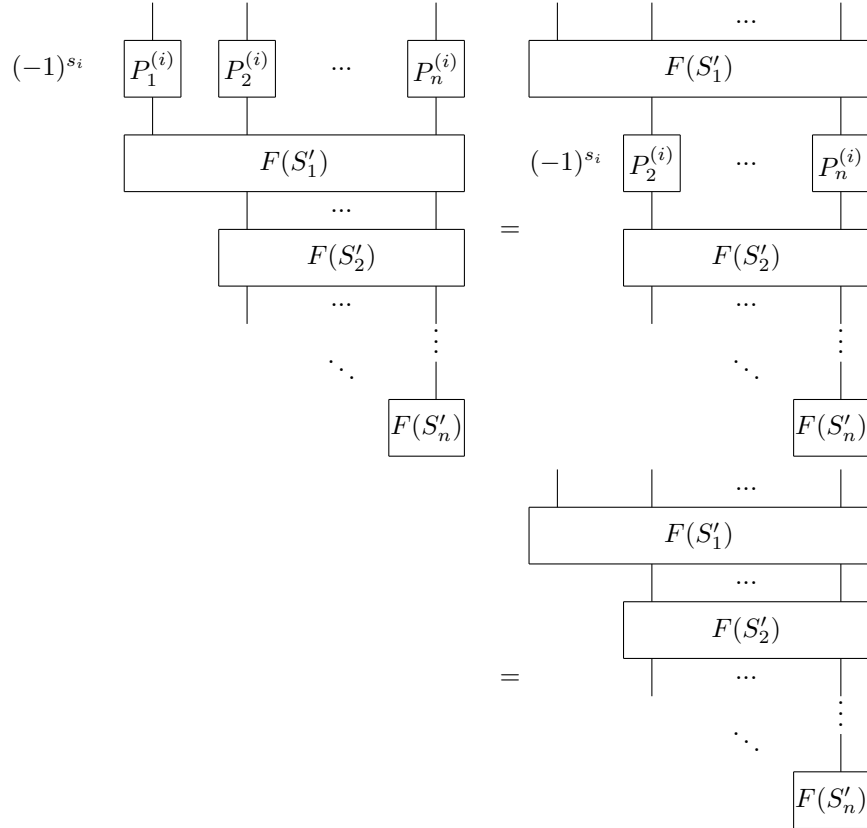 ... 
(-1)^{s_i} P_1^{(i)} P_2^{(i)} ... P_n^{(i)} F(S'_1)
F(S'_1) (-1)^{s_i} P_2^{(i)} ... P_n^{(i)}
... = 
F(S'_2) F(S'_2)
... ...
⋮ ⋮
⋱ ⋱
F(S'_n) F(S'_n)
...
F(S'_1)
...
F(S'_2)
= ...
⋮
⋱
F(S'_n)